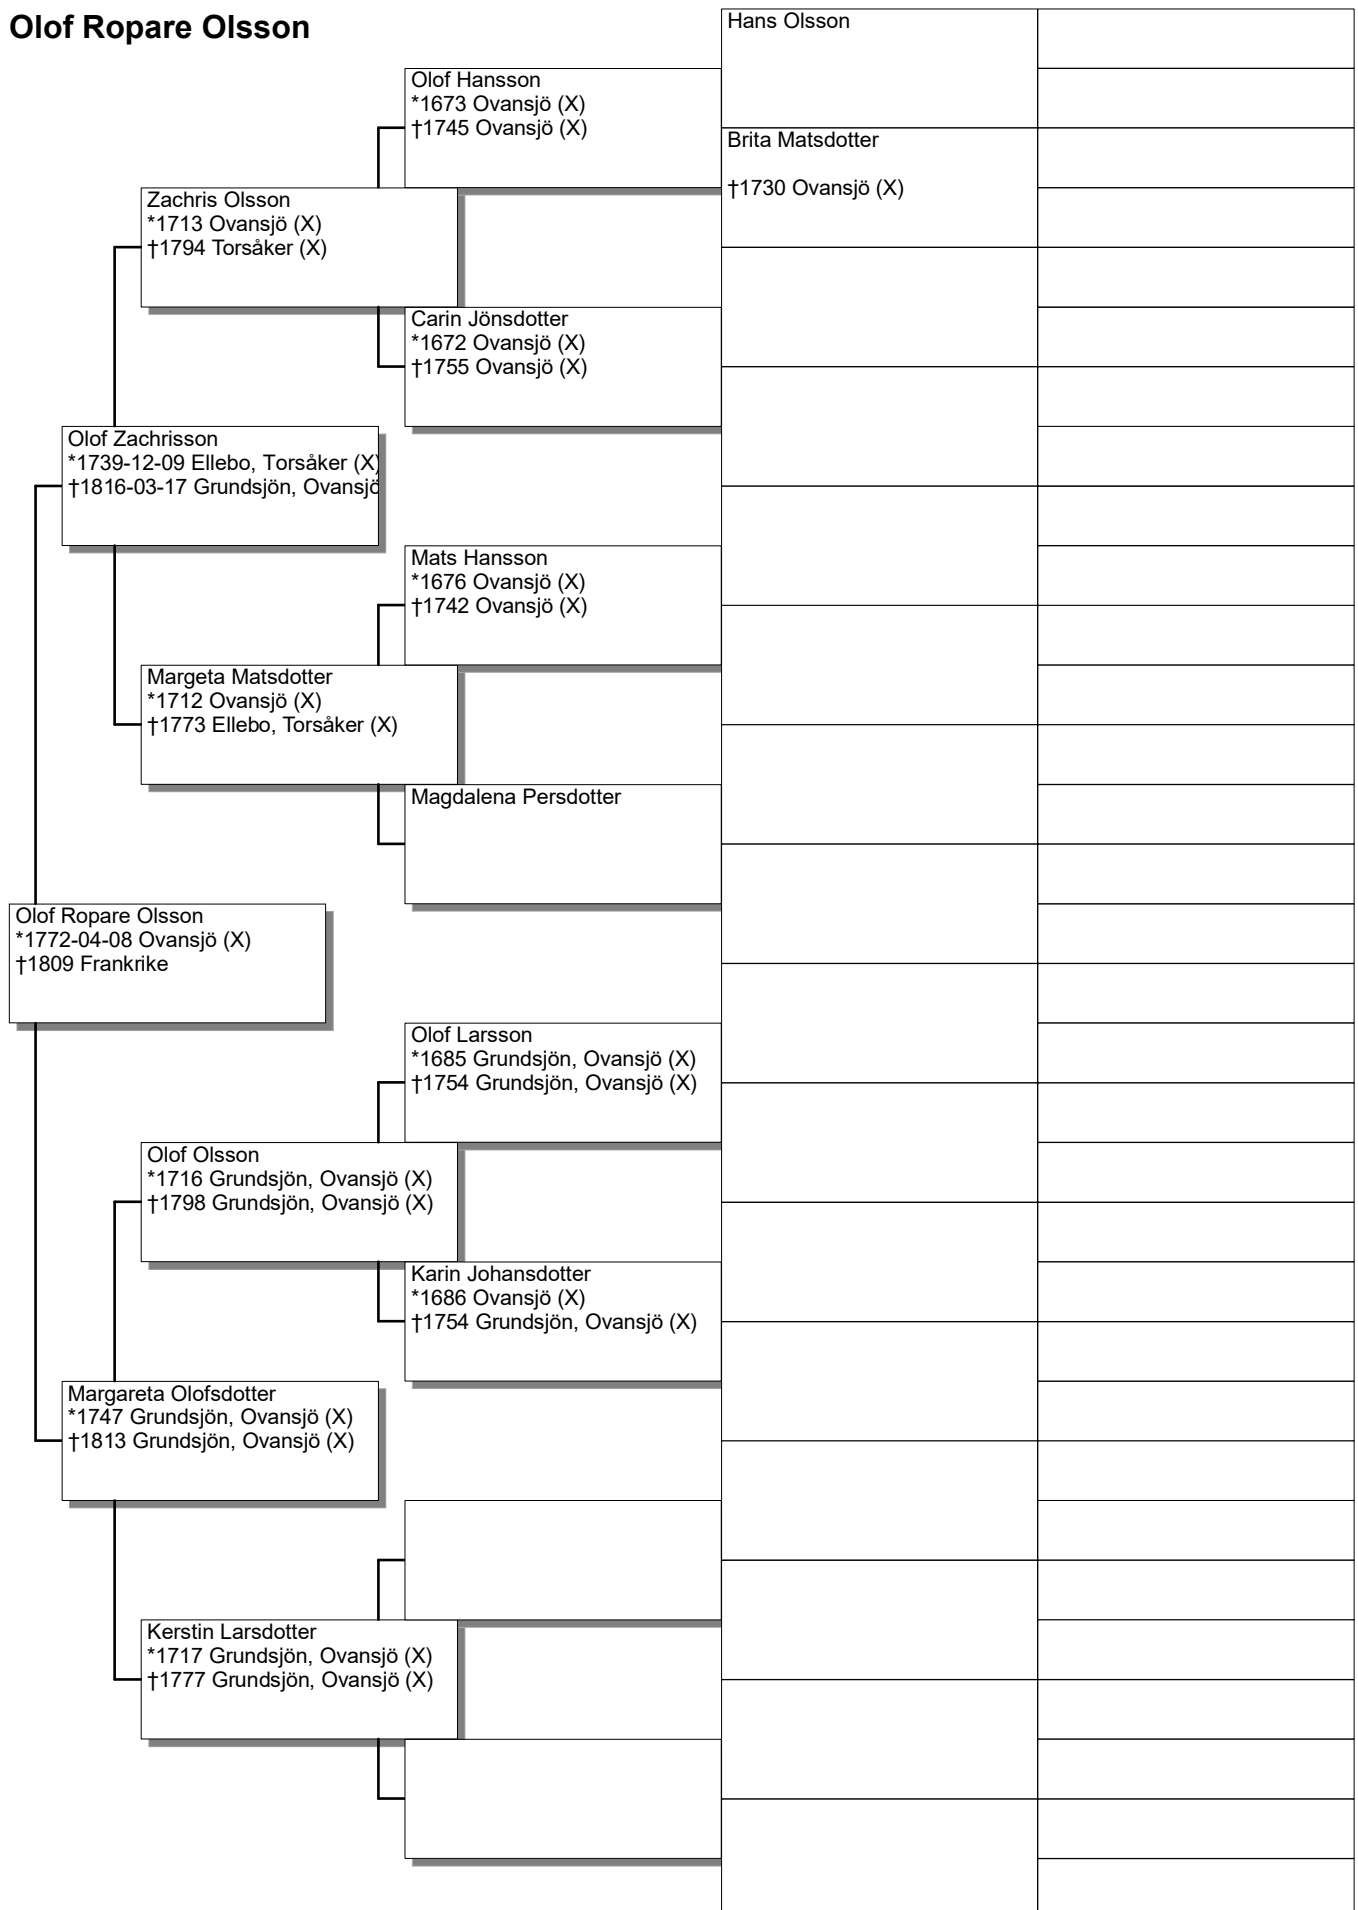 Olof Ropare Olsson
Hans Olsson
Olof Hansson
*1673 Ovansjö (X)
†1745 Ovansjö (X)
Brita Matsdotter
†1730 Ovansjö (X)
Zachris Olsson
*1713 Ovansjö (X)
†1794 Torsåker (X)
Carin Jönsdotter
*1672 Ovansjö (X)
†1755 Ovansjö (X)
Olof Zachrisson
*1739-12-09 Ellebo, Torsåker (X)
†1816-03-17 Grundsjön, Ovansjö
Mats Hansson
*1676 Ovansjö (X)
†1742 Ovansjö (X)
Margeta Matsdotter
*1712 Ovansjö (X)
†1773 Ellebo, Torsåker (X)
Magdalena Persdotter
Olof Ropare Olsson
*1772-04-08 Ovansjö (X)
†1809 Frankrike
Olof Larsson
*1685 Grundsjön, Ovansjö (X)
†1754 Grundsjön, Ovansjö (X)
Olof Olsson
*1716 Grundsjön, Ovansjö (X)
†1798 Grundsjön, Ovansjö (X)
Karin Johansdotter
*1686 Ovansjö (X)
†1754 Grundsjön, Ovansjö (X)
Margareta Olofsdotter
*1747 Grundsjön, Ovansjö (X)
†1813 Grundsjön, Ovansjö (X)
Kerstin Larsdotter
*1717 Grundsjön, Ovansjö (X)
†1777 Grundsjön, Ovansjö (X)